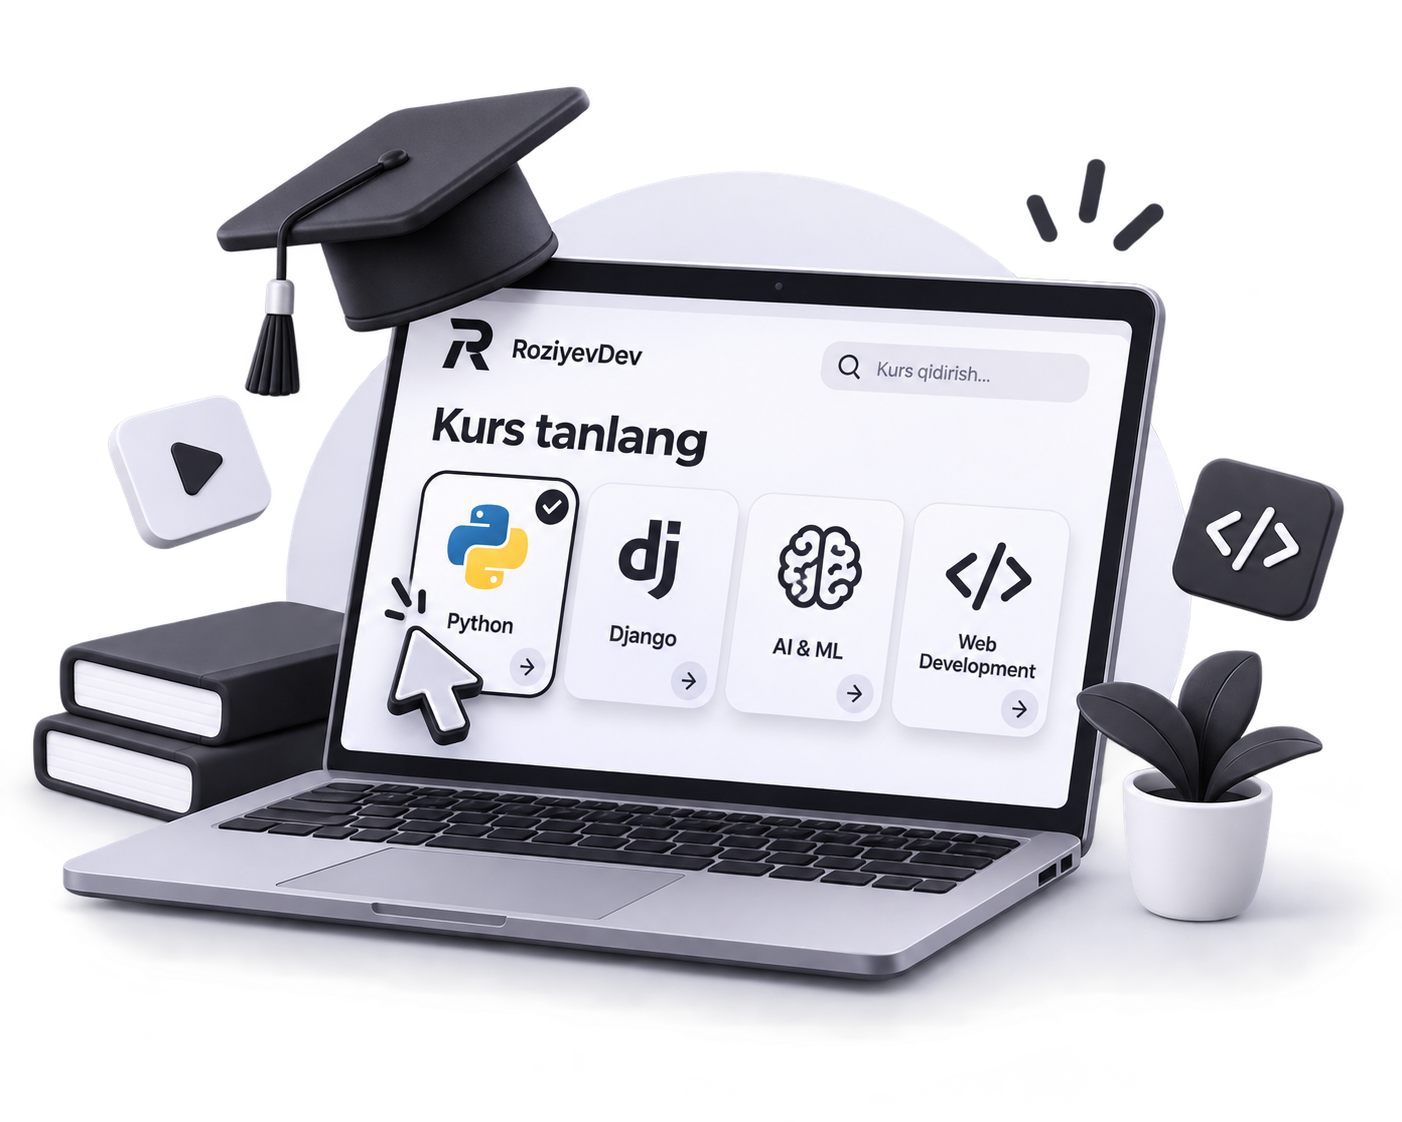 RoziyevDev
Kurs qidirish...
Kurs tanlang
Python
Django
AI & ML
Web
Development